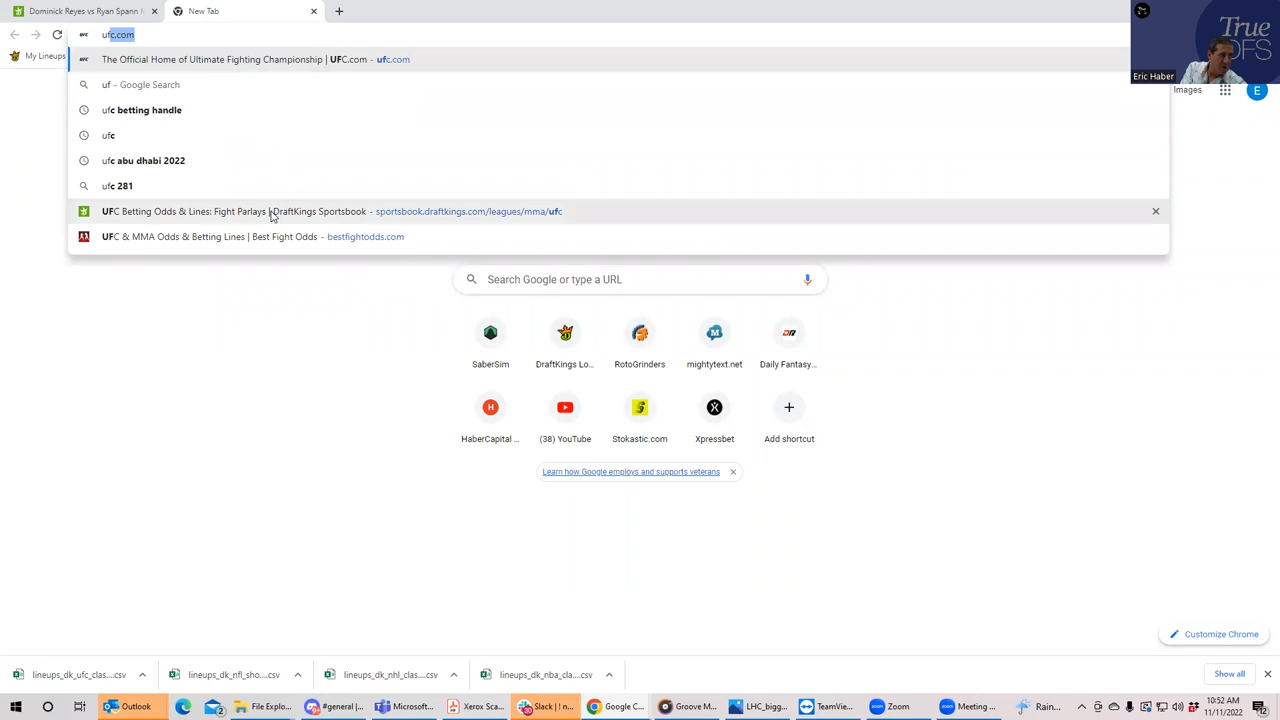 Dominick Reyes vs Ryan Spann M
New Tab
ufc.com
My Lineups
The Official Home of Ultimate Fighting Championship | UFC.com - ufc.com
uf - Google Search
ufc betting handle
ufc
ufc abu dhabi 2022
ufc 281
UFC Betting Odds & Lines: Fight Parlays | DraftKings Sportsbook - sportsbook.draftkings.com/leagues/mma/ufc
UFC & MMA Odds & Betting Lines | Best Fight Odds - bestfightodds.com
True
DFS
Eric Haber
Images
E
Search Google or type a URL
SaberSim
DraftKings Lo...
RotoGrinders
mightytext.net
Daily Fantasy...
HaberCapital ...
(38) YouTube
Stokastic.com
Xpressbet
Add shortcut
Learn how Google employs and supports veterans
Customize Chrome
lineups_dk_ufc_clas....csv
lineups_dk_nfl_sho....csv
lineups_dk_nhl_clas....csv
lineups_dk_nba_cla....csv
Show all
Outlook
File Explo...
#general |...
Microsoft...
Xerox Sca...
Slack | ! n...
Google C...
Groove M...
LHC_bigg...
TeamView...
Zoom
Meeting ...
Rain...
10:52 AM
11/11/2022